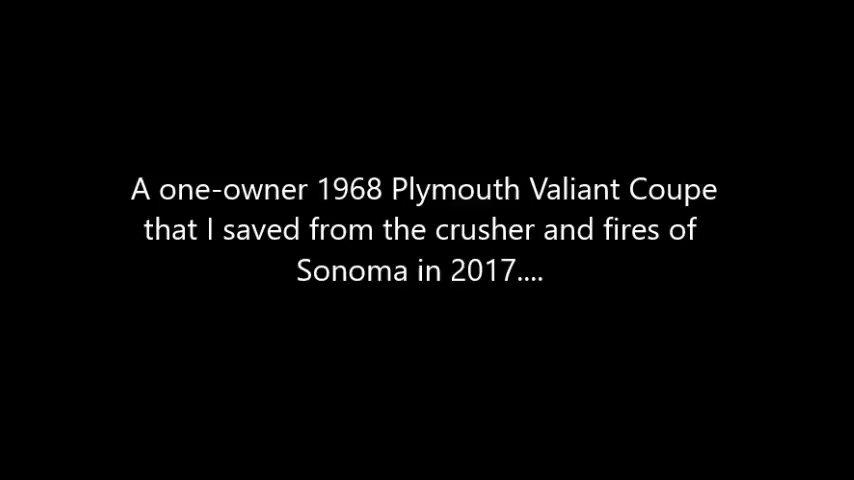 A one-owner 1968 Plymouth Valiant Coupe
that I saved from the crusher and fires of
Sonoma in 2017....